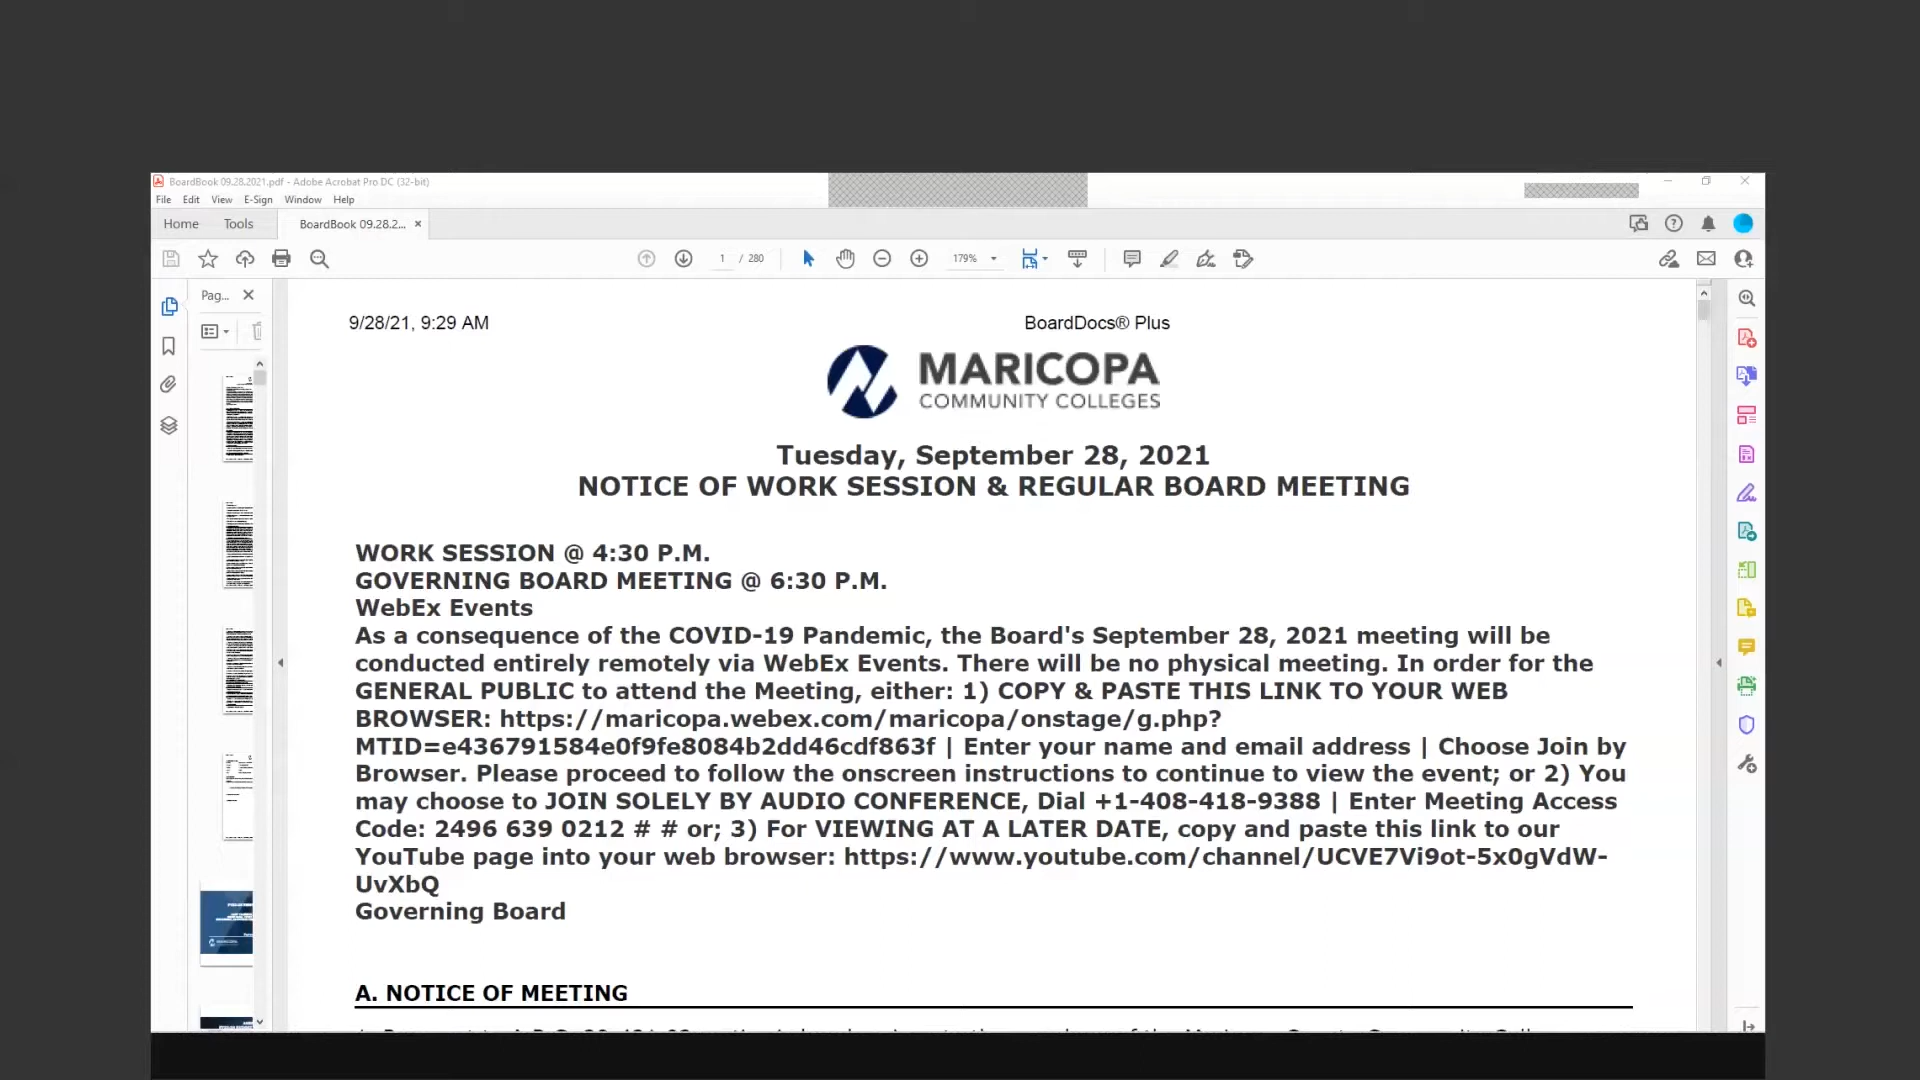 BoardBook 09.28.2021.pdf - Adobe Acrobat Pro DC (32-bit)
File Edit View E-Sign Window Help
Home Tools BoardBook 09.28.2... ×
1 / 280 179%
Pag...
9/28/21, 9:29 AM BoardDocs® Plus
MARICOPA
COMMUNITY COLLEGES
Tuesday, September 28, 2021
NOTICE OF WORK SESSION & REGULAR BOARD MEETING
WORK SESSION @ 4:30 P.M.
GOVERNING BOARD MEETING @ 6:30 P.M.
WebEx Events
As a consequence of the COVID-19 Pandemic, the Board's September 28, 2021 meeting will be
conducted entirely remotely via WebEx Events. There will be no physical meeting. In order for the
GENERAL PUBLIC to attend the Meeting, either: 1) COPY & PASTE THIS LINK TO YOUR WEB
BROWSER: https://maricopa.webex.com/maricopa/onstage/g.php?
MTID=e436791584e0f9fe8084b2dd46cdf863f | Enter your name and email address | Choose Join by
Browser. Please proceed to follow the onscreen instructions to continue to view the event; or 2) You
may choose to JOIN SOLELY BY AUDIO CONFERENCE, Dial +1-408-418-9388 | Enter Meeting Access
Code: 2496 639 0212 # # or; 3) For VIEWING AT A LATER DATE, copy and paste this link to our
YouTube page into your web browser: https://www.youtube.com/channel/UCVE7Vi9ot-5x0gVdW-
UvXbQ
Governing Board
A. NOTICE OF MEETING